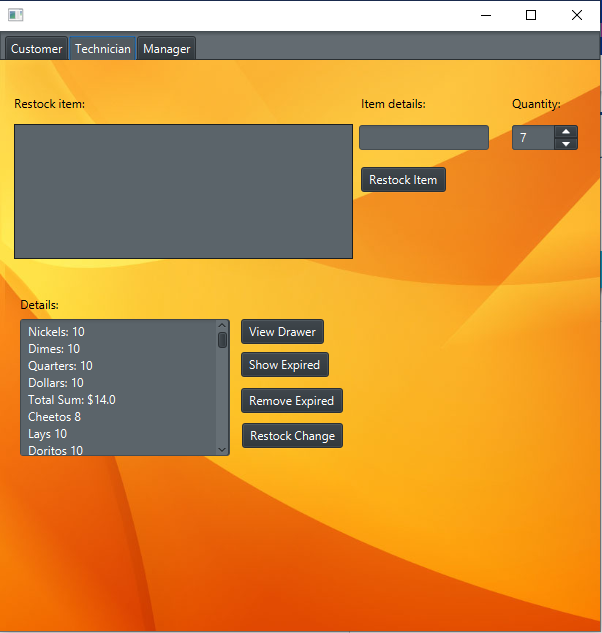 Customer Technician Manager
Restock item: Item details: Quantity:
7
Restock Item
Details:
Nickels: 10
Dimes: 10
Quarters: 10
Dollars: 10
Total Sum: $14.0
Cheetos 8
Lays 10
Doritos 10
View Drawer
Show Expired
Remove Expired
Restock Change